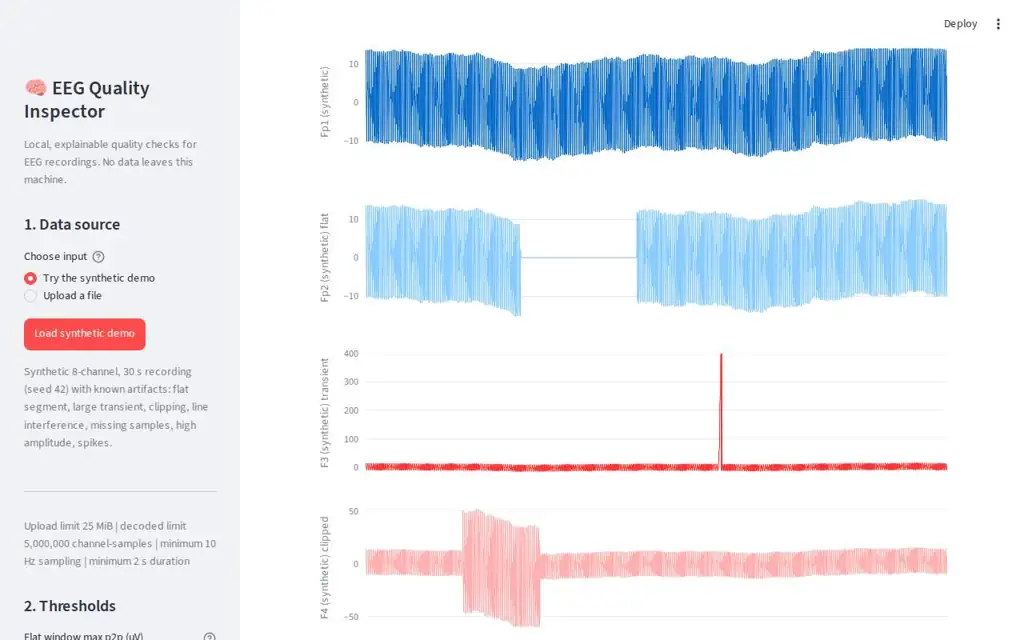 Deploy
🧠 EEG Quality
Inspector
Local, explainable quality checks for
EEG recordings. No data leaves this
machine.
1. Data source
Choose input
Try the synthetic demo
Upload a file
Load synthetic demo
Synthetic 8-channel, 30 s recording
(seed 42) with known artifacts: flat
segment, large transient, clipping, line
interference, missing samples, high
amplitude, spikes.
Upload limit 25 MiB | decoded limit
5,000,000 channel-samples | minimum 10
Hz sampling | minimum 2 s duration
2. Thresholds
Flat window max p2p (uV)
Fp1 (synthetic)
10
0
−10
Fp2 (synthetic) flat
10
0
−10
F3 (synthetic) transient
400
300
200
100
0
F4 (synthetic) clipped
50
0
−50